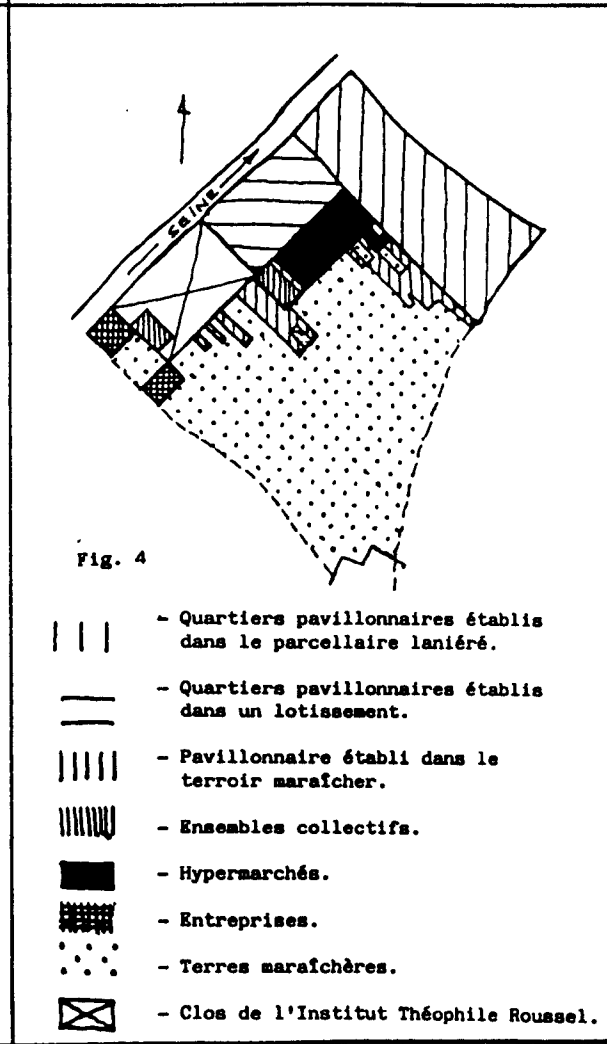 SEINE
Fig. 4
- Quartiers pavillonnaires établis
dans le parcellaire laniéré.
- Quartiers pavillonnaires établis
dans un lotissement.
- Pavillonnaire établi dans le
terroir maraîcher.
- Ensembles collectifs.
- Hypermarchés.
- Entreprises.
- Terres maraîchères.
- Clos de l'Institut Théophile Roussel.